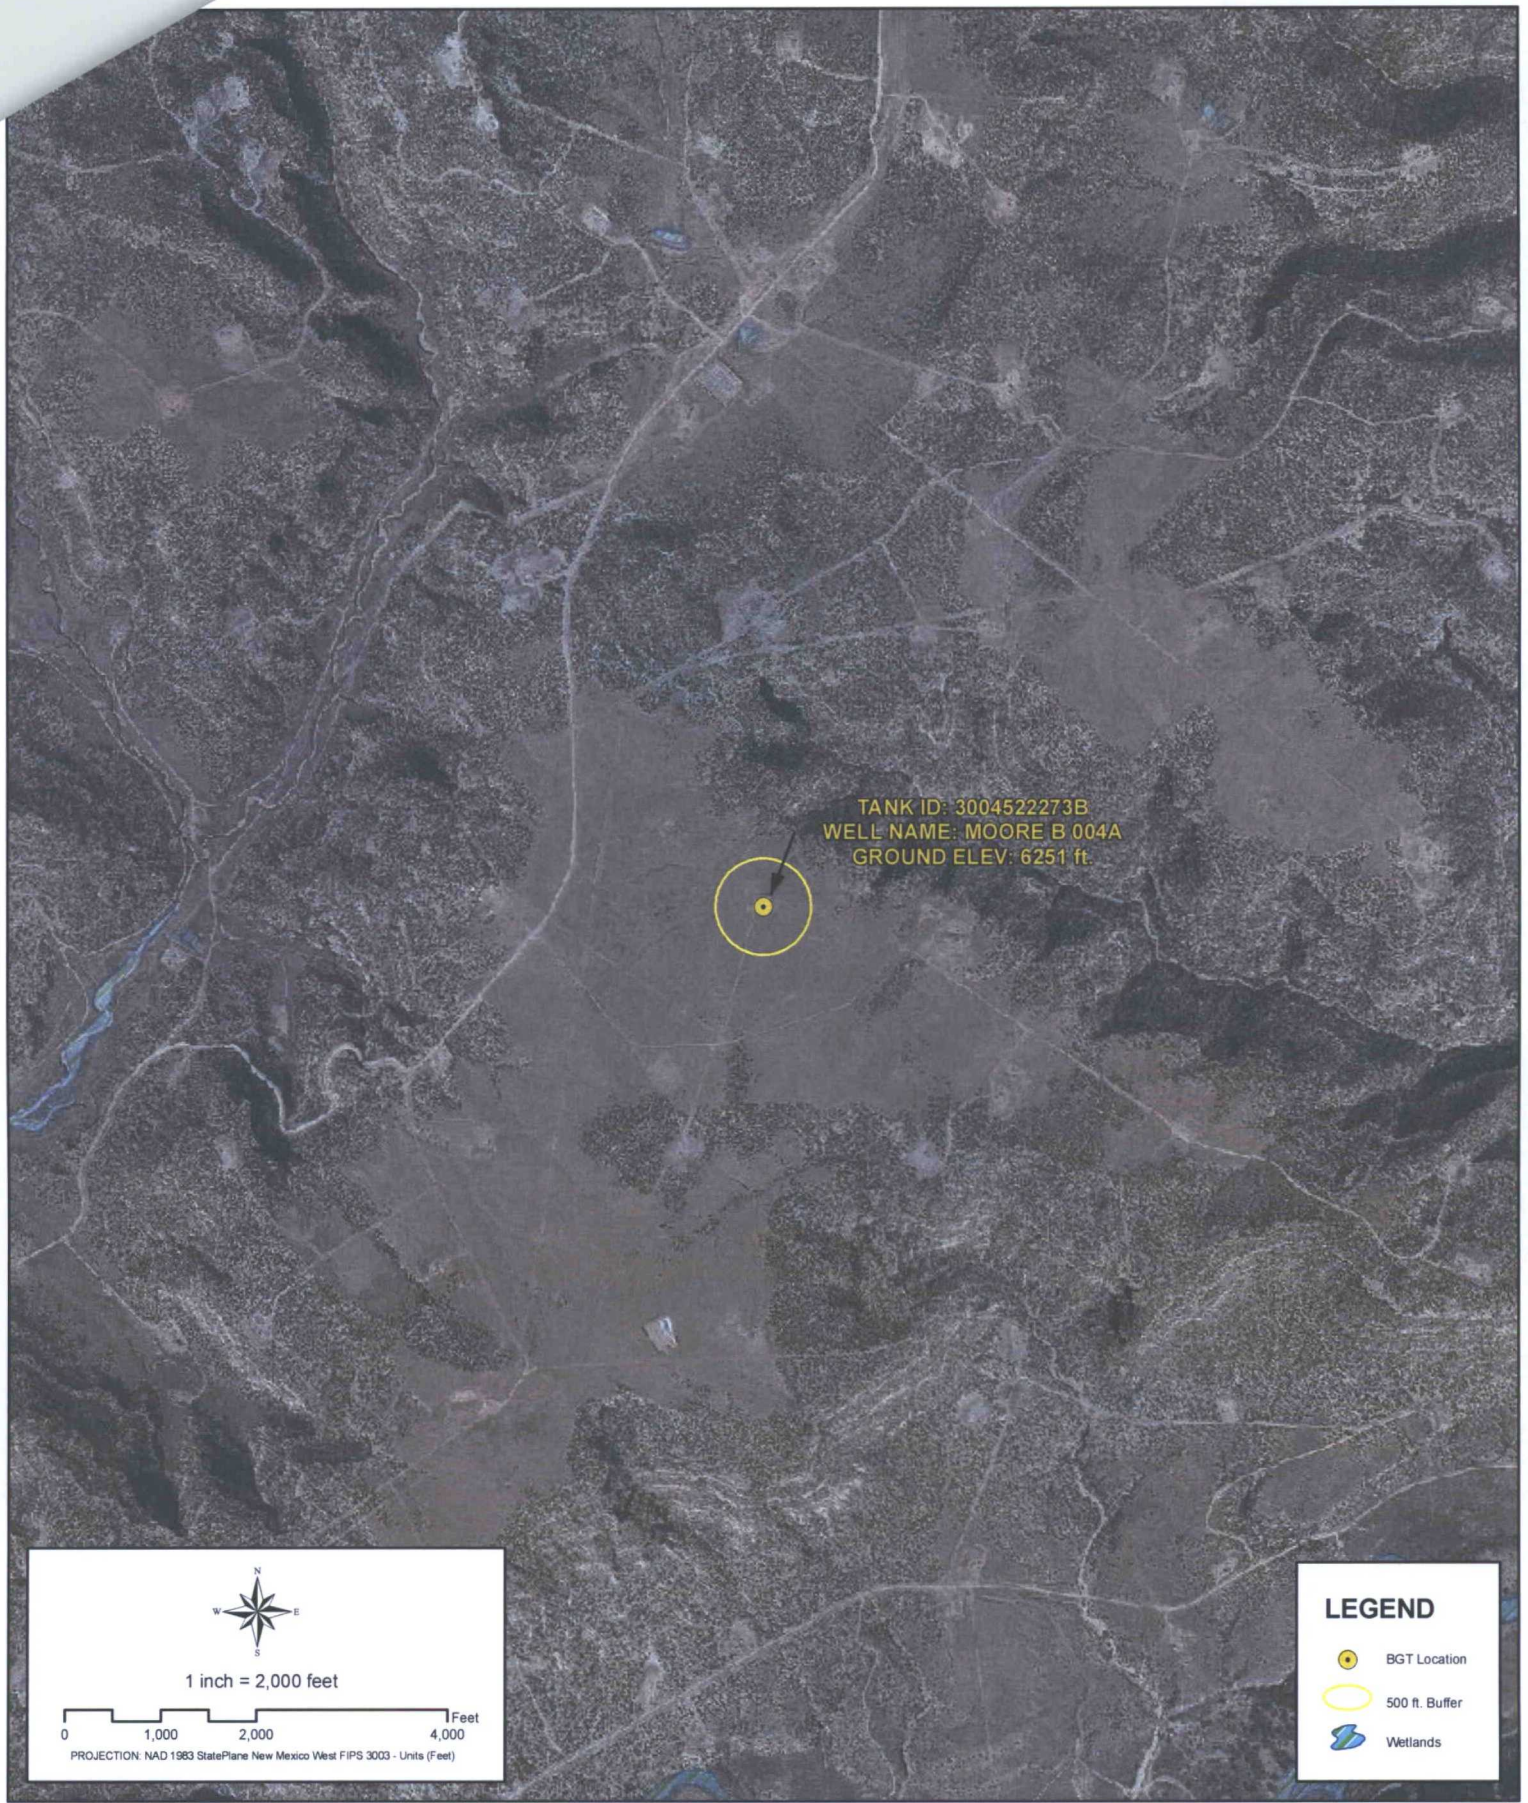 TANK ID: 3004522273B
WELL NAME: MOORE B 004A
GROUND ELEV: 6251 ft.
N
W E
S
1 inch = 2,000 feet
Feet
0 1,000 2,000 4,000
PROJECTION: NAD 1983 StatePlane New Mexico West FIPS 3003 - Units (Feet)
LEGEND
BGT Location
500 ft. Buffer
Wetlands